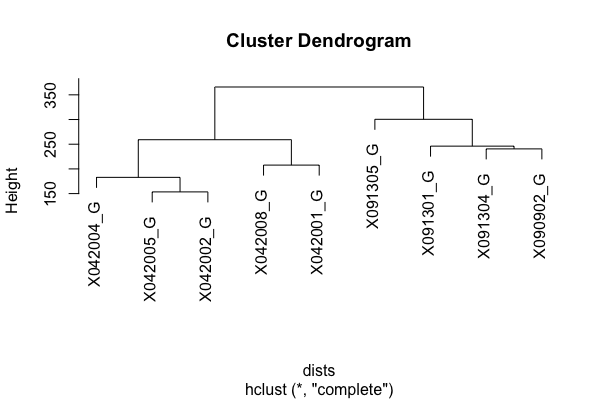 Cluster Dendrogram
Height
350
250
150
X042004_G
X042005_G
X042002_G
X042008_G
X042001_G
X091305_G
X091301_G
X091304_G
X090902_G
dists
hclust (*, "complete")